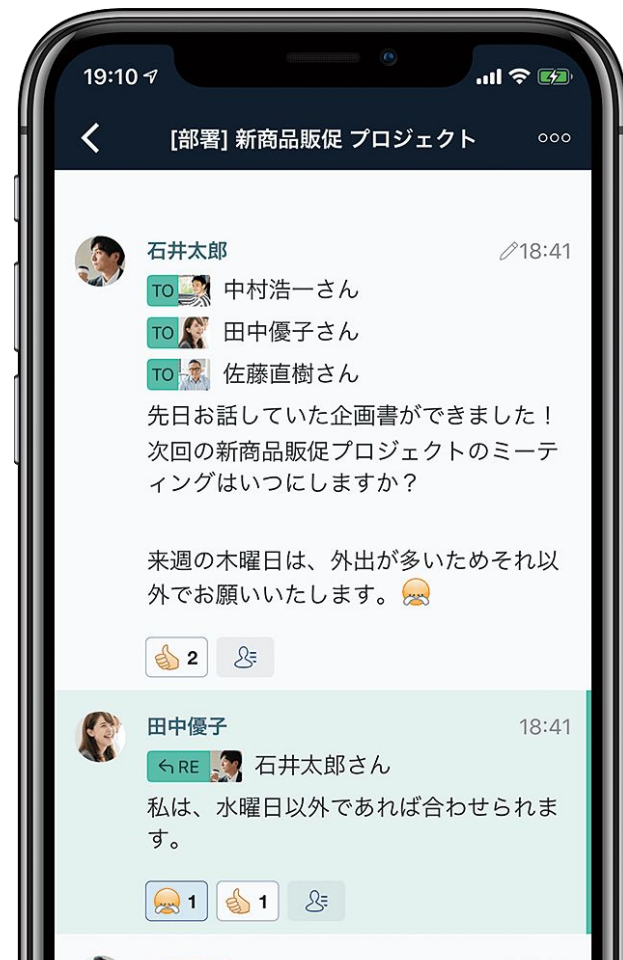 19:10
[部署] 新商品販促 プロジェクト
石井太郎 18:41
TO 中村浩一さん
TO 田中優子さん
TO 佐藤直樹さん
先日お話していた企画書ができました！
次回の新商品販促プロジェクトのミーテ
ィングはいつにしますか？
来週の木曜日は、外出が多いためそれ以
外でお願いいたします。
2
田中優子 18:41
RE 石井太郎さん
私は、水曜日以外であれば合わせられま
す。
1 1